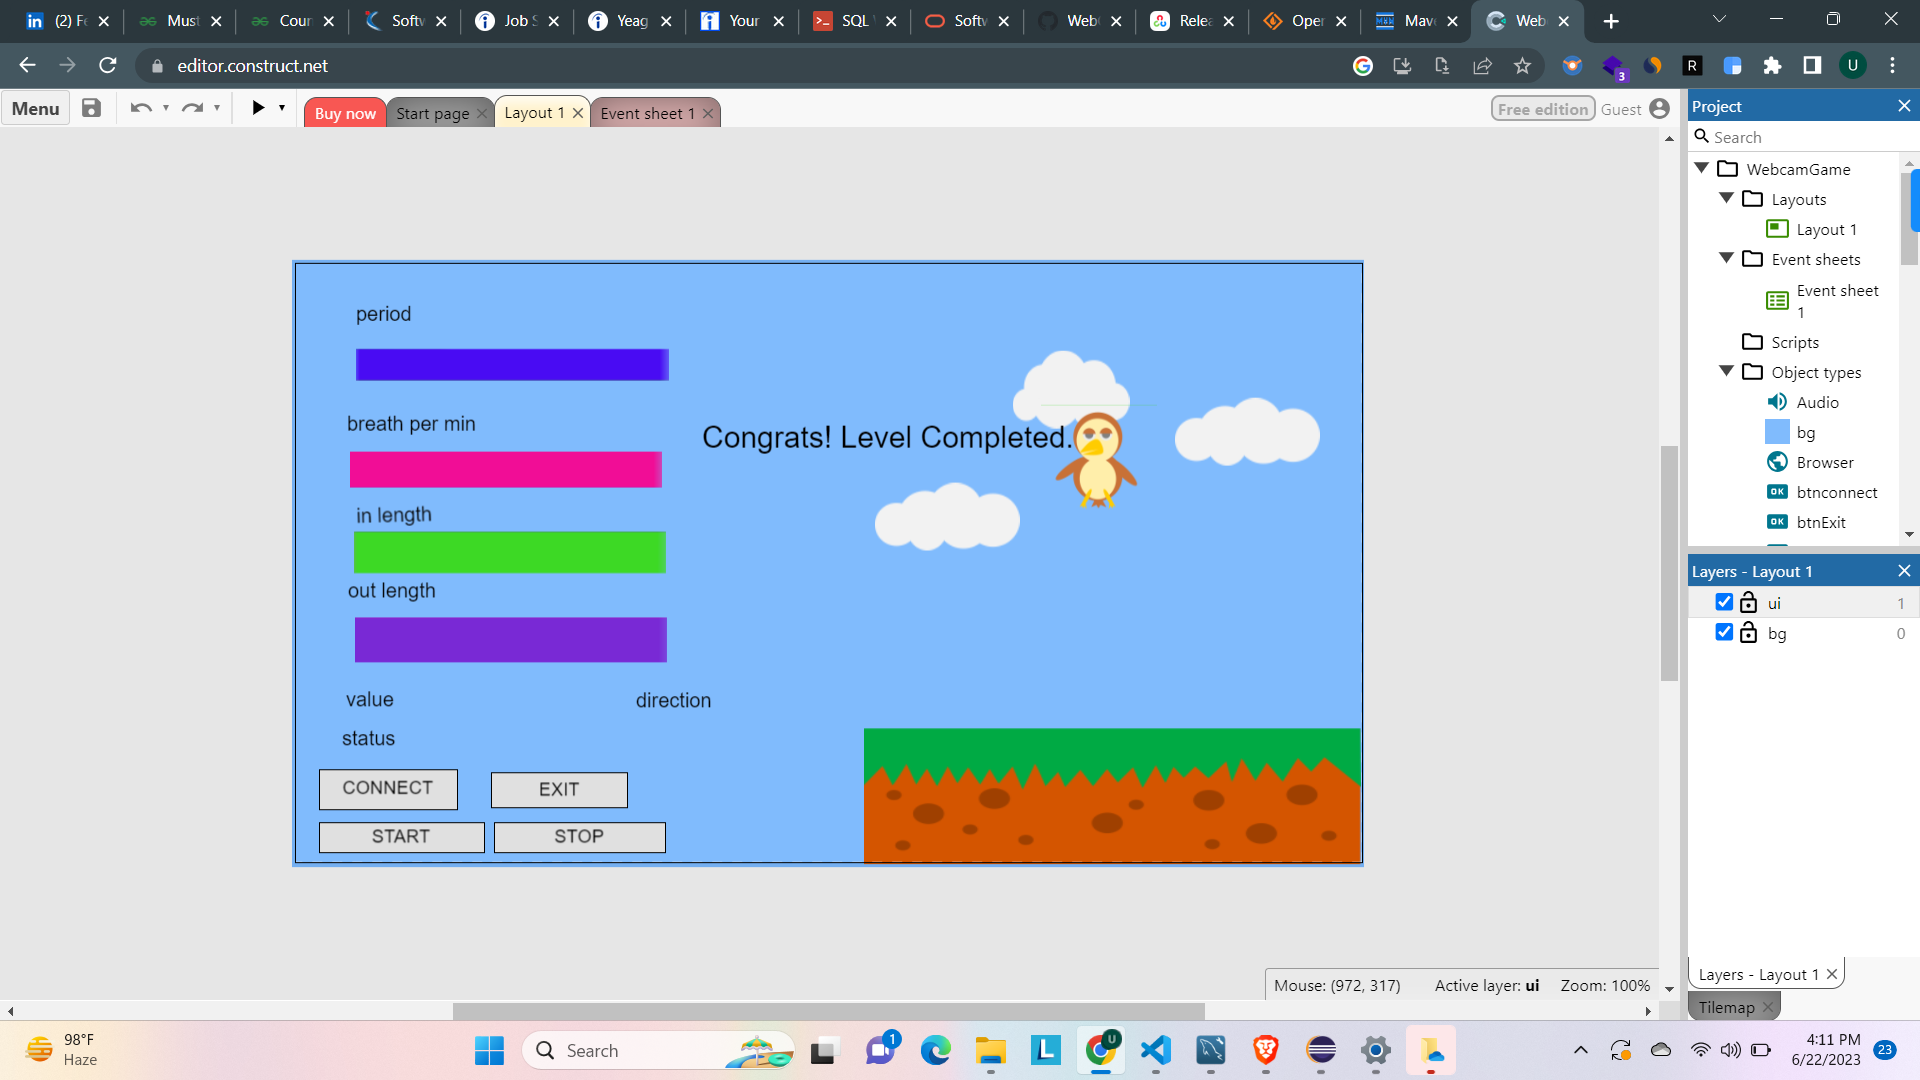 (2) Fe
Must
Cour
Softw
Job S
Yeag
Your
SQL
Softw
Web
Relea
Oper
Mave
Web
editor.construct.net
3
R
U
Menu
Buy now
Start page
Layout 1
Event sheet 1
Free edition
Guest
Project
Search
WebcamGame
Layouts
Layout 1
Event sheets
Event sheet
1
Scripts
Object types
Audio
bg
Browser
OK btnconnect
OK btnExit
period
breath per min
Congrats! Level Completed.
in length
out length
value
direction
status
CONNECT
EXIT
START
STOP
Layers - Layout 1
ui 1
bg 0
Mouse: (972, 317) Active layer: ui Zoom: 100%
Layers - Layout 1
Tilemap
98°F
Haze
Search
1
L
U
4:11 PM
6/22/2023
23